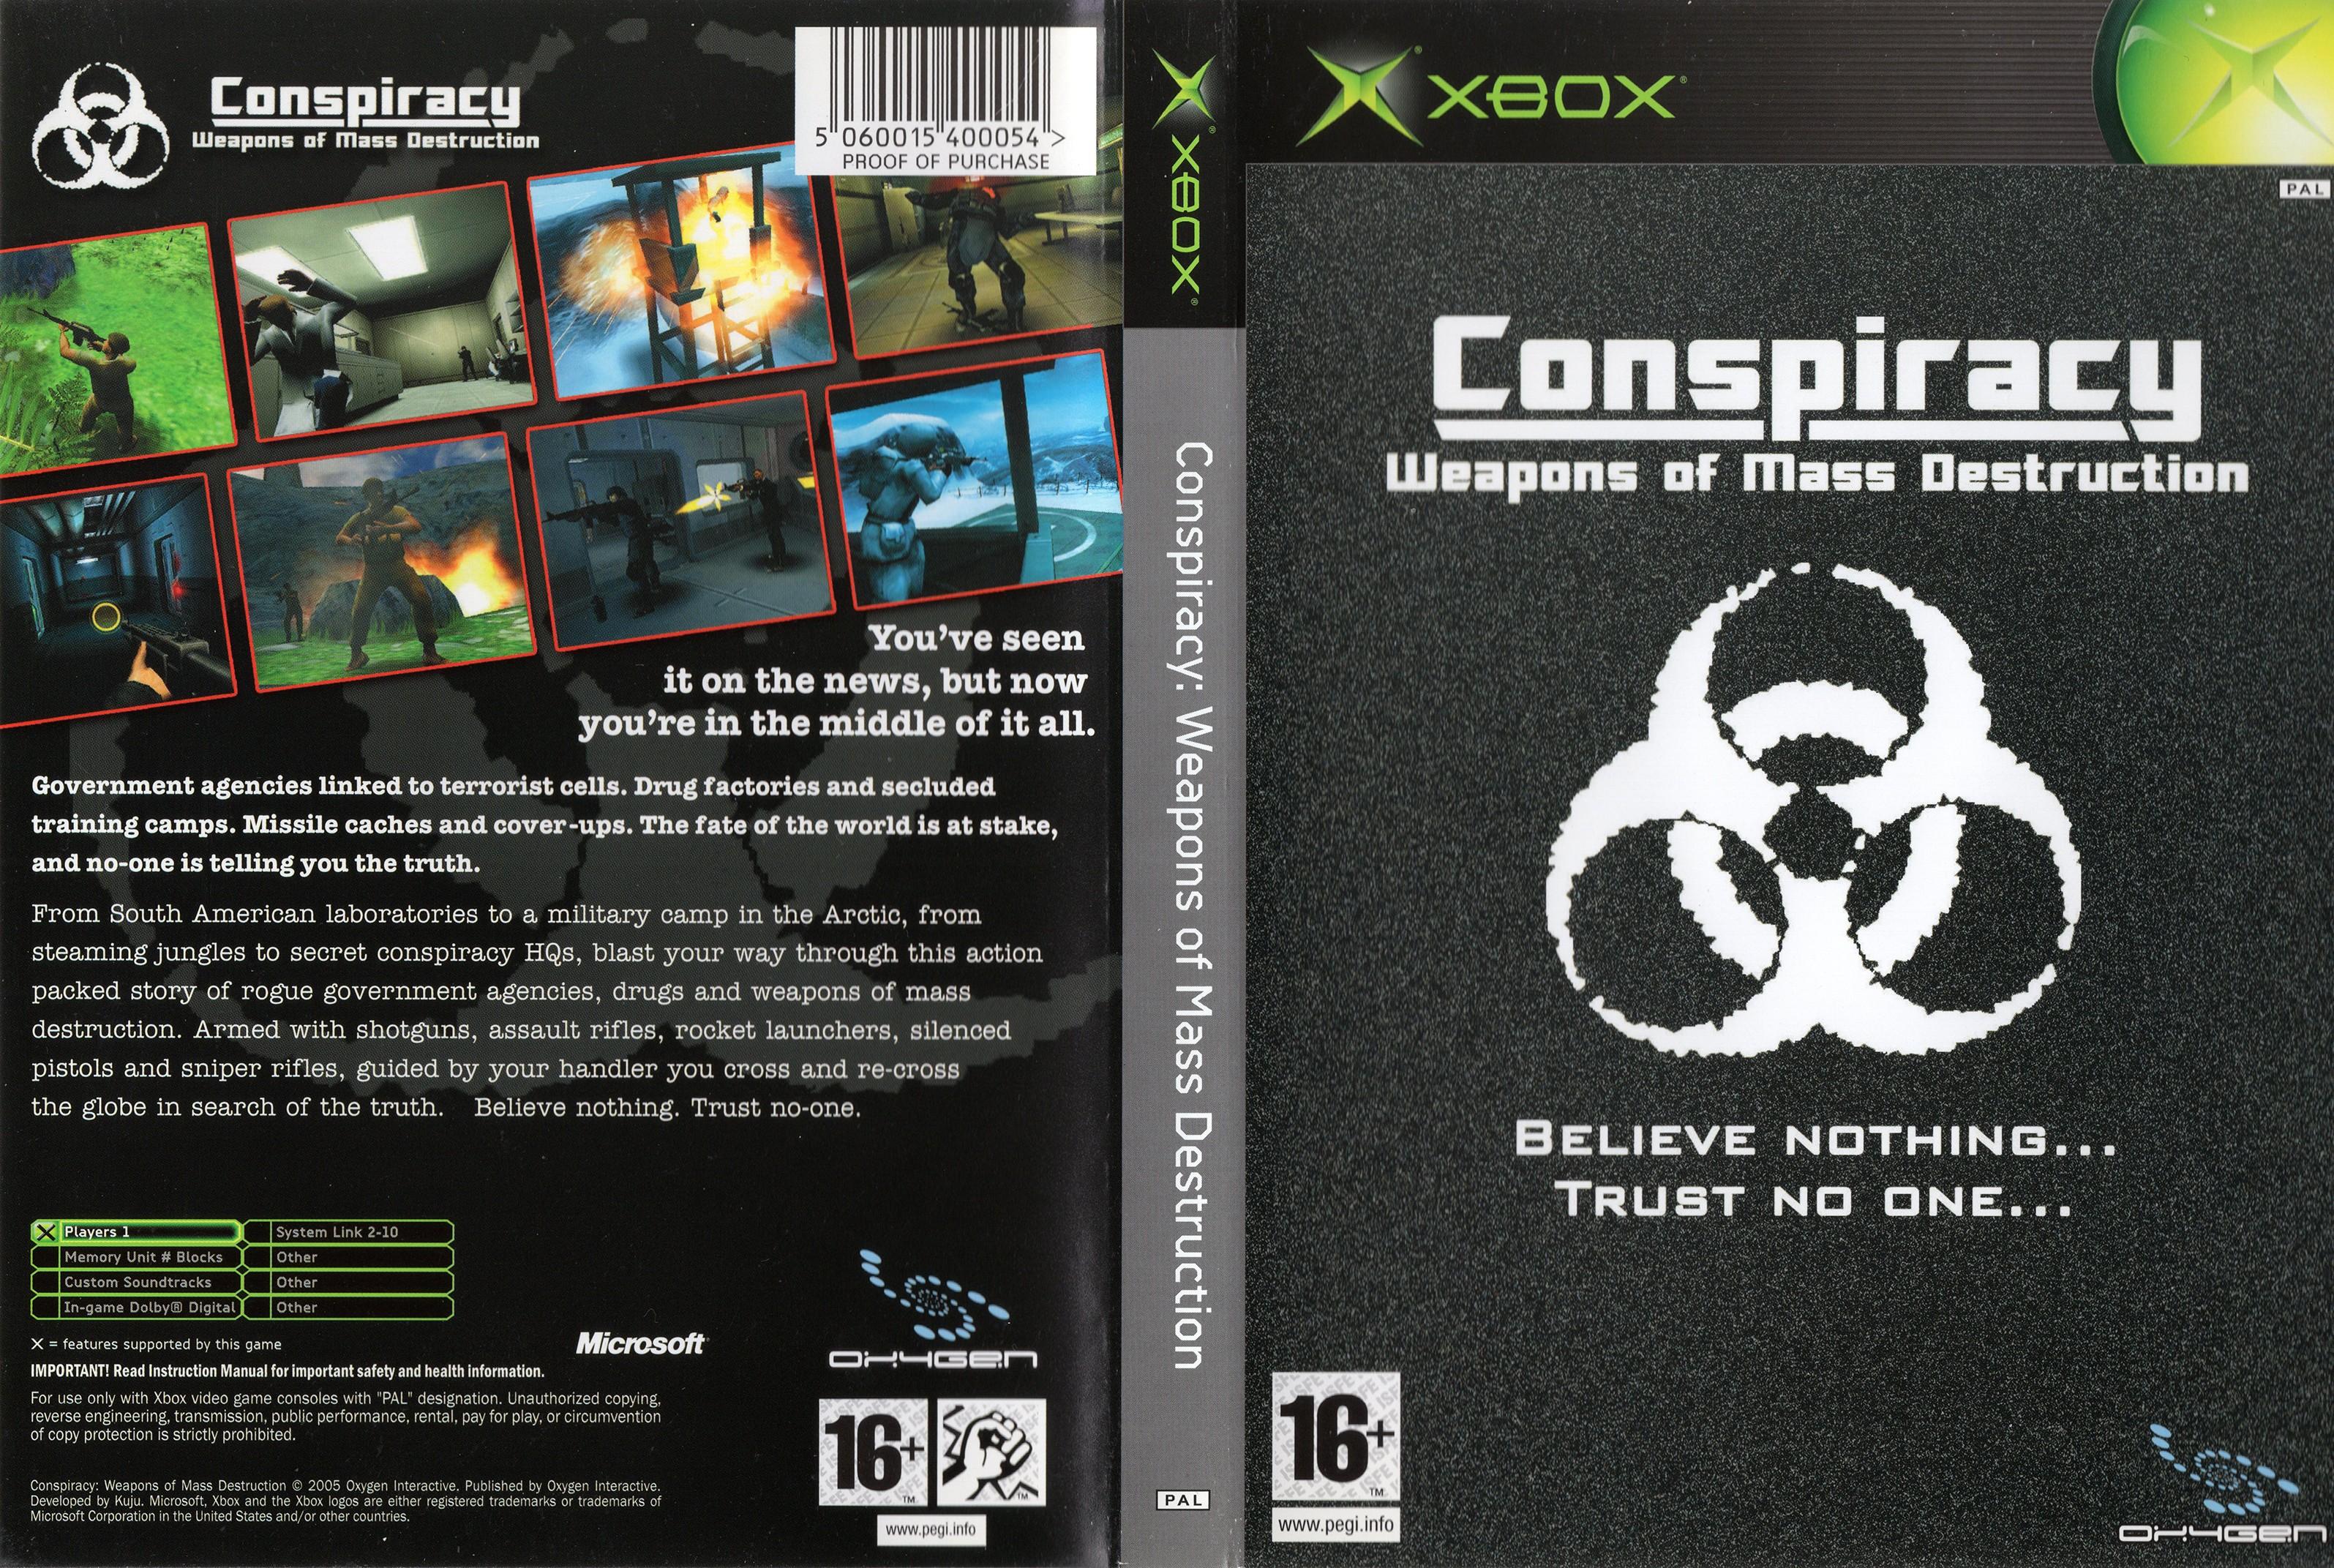 Conspiracy
Weapons of Mass Destruction
5 060015 400054 >
PROOF OF PURCHASE
You've seen
it on the news, but now
you're in the middle of it all.
Government agencies linked to terrorist cells. Drug factories and secluded
training camps. Missile caches and cover-ups. The fate of the world is at stake,
and no-one is telling you the truth.
From South American laboratories to a military camp in the Arctic, from
steaming jungles to secret conspiracy HQs, blast your way through this action
packed story of rogue government agencies, drugs and weapons of mass
destruction. Armed with shotguns, assault rifles, rocket launchers, silenced
pistols and sniper rifles, guided by your handler you cross and re-cross
the globe in search of the truth. Believe nothing. Trust no-one.
X Players 1
System Link 2-10
Memory Unit # Blocks
Other
Custom Soundtracks
Other
In-game Dolby® Digital
Other
X = features supported by this game
Microsoft
IMPORTANT! Read Instruction Manual for important safety and health information.
For use only with Xbox video game consoles with "PAL" designation. Unauthorized copying,
reverse engineering, transmission, public performance, rental, pay for play, or circumvention
of copy protection is strictly prohibited.
Conspiracy: Weapons of Mass Destruction © 2005 Oxygen Interactive. Published by Oxygen Interactive.
Developed by Kuju. Microsoft, Xbox and the Xbox logos are either registered trademarks or trademarks of
Microsoft Corporation in the United States and/or other countries.
OXYGEN
16+
TM
TM
www.pegi.info
XBOX®
Conspiracy: Weapons of Mass Destruction
PAL
XBOX®
PAL
Conspiracy
Weapons of Mass Destruction
BELIEVE NOTHING...
TRUST NO ONE...
16+
TM
www.pegi.info
OXYGEN